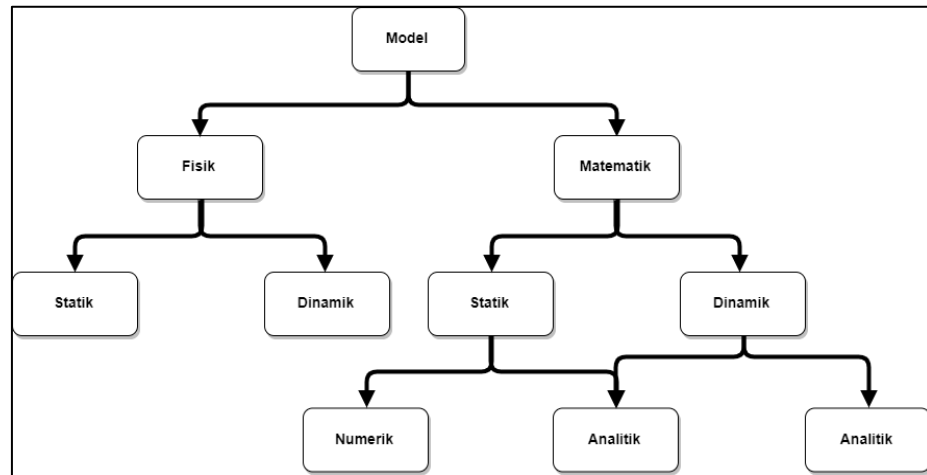 Model
Fisik
Matematik
Statik
Dinamik
Statik
Dinamik
Numerik
Analitik
Analitik